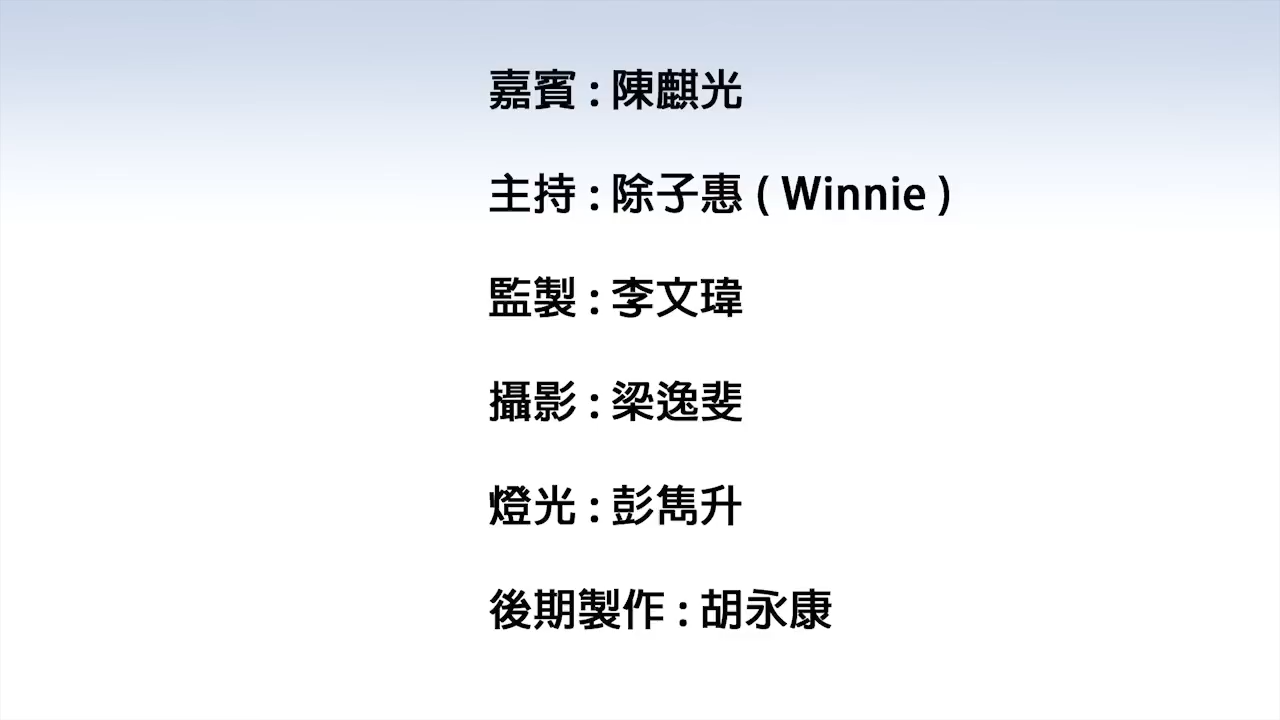 嘉賓 : 陳麒光
主持 : 除子惠 ( Winnie )
監製 : 李文瑋
攝影 : 梁逸斐
燈光 : 彭雋升
後期製作 : 胡永康